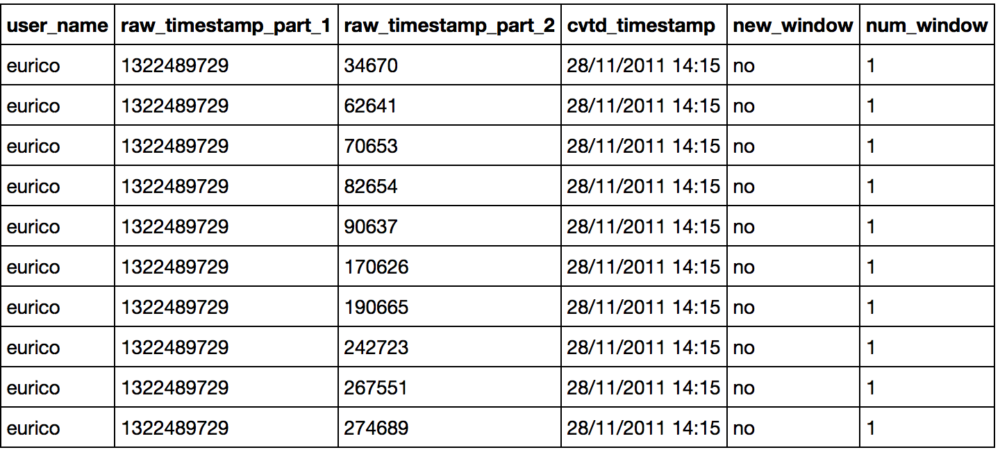 user_name raw_timestamp_part_1 raw_timestamp_part_2 cvtd_timestamp new_window num_window
eurico 1322489729 34670 28/11/2011 14:15 no 1
eurico 1322489729 62641 28/11/2011 14:15 no 1
eurico 1322489729 70653 28/11/2011 14:15 no 1
eurico 1322489729 82654 28/11/2011 14:15 no 1
eurico 1322489729 90637 28/11/2011 14:15 no 1
eurico 1322489729 170626 28/11/2011 14:15 no 1
eurico 1322489729 190665 28/11/2011 14:15 no 1
eurico 1322489729 242723 28/11/2011 14:15 no 1
eurico 1322489729 267551 28/11/2011 14:15 no 1
eurico 1322489729 274689 28/11/2011 14:15 no 1